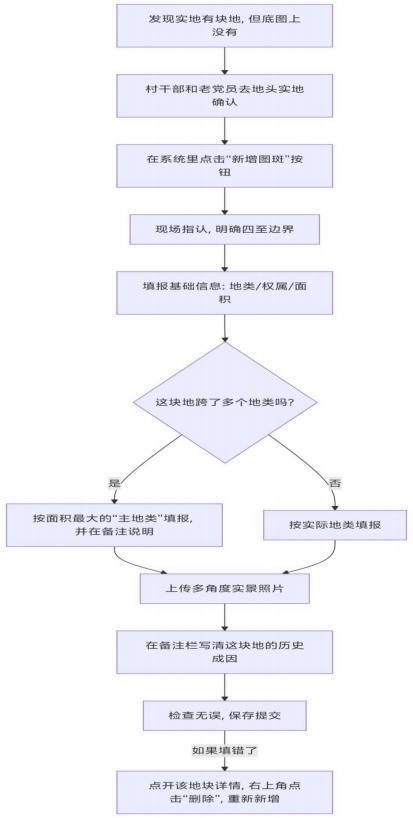 发现实地有块地, 但底图上
没有
村干部和老党员去地头实地
确认
在系统里点击“新增图斑”按
钮
现场指认, 明确四至边界
填报基础信息: 地类/权属/面
积
这块地跨了多个地类吗?
是
否
按面积最大的“主地类”填报,
并在备注说明
按实际地类填报
上传多角度实景照片
在备注栏写清这块地的历史
成因
检查无误, 保存提交
如果填错了
点开该地块详情, 右上角点
击“删除”, 重新新增